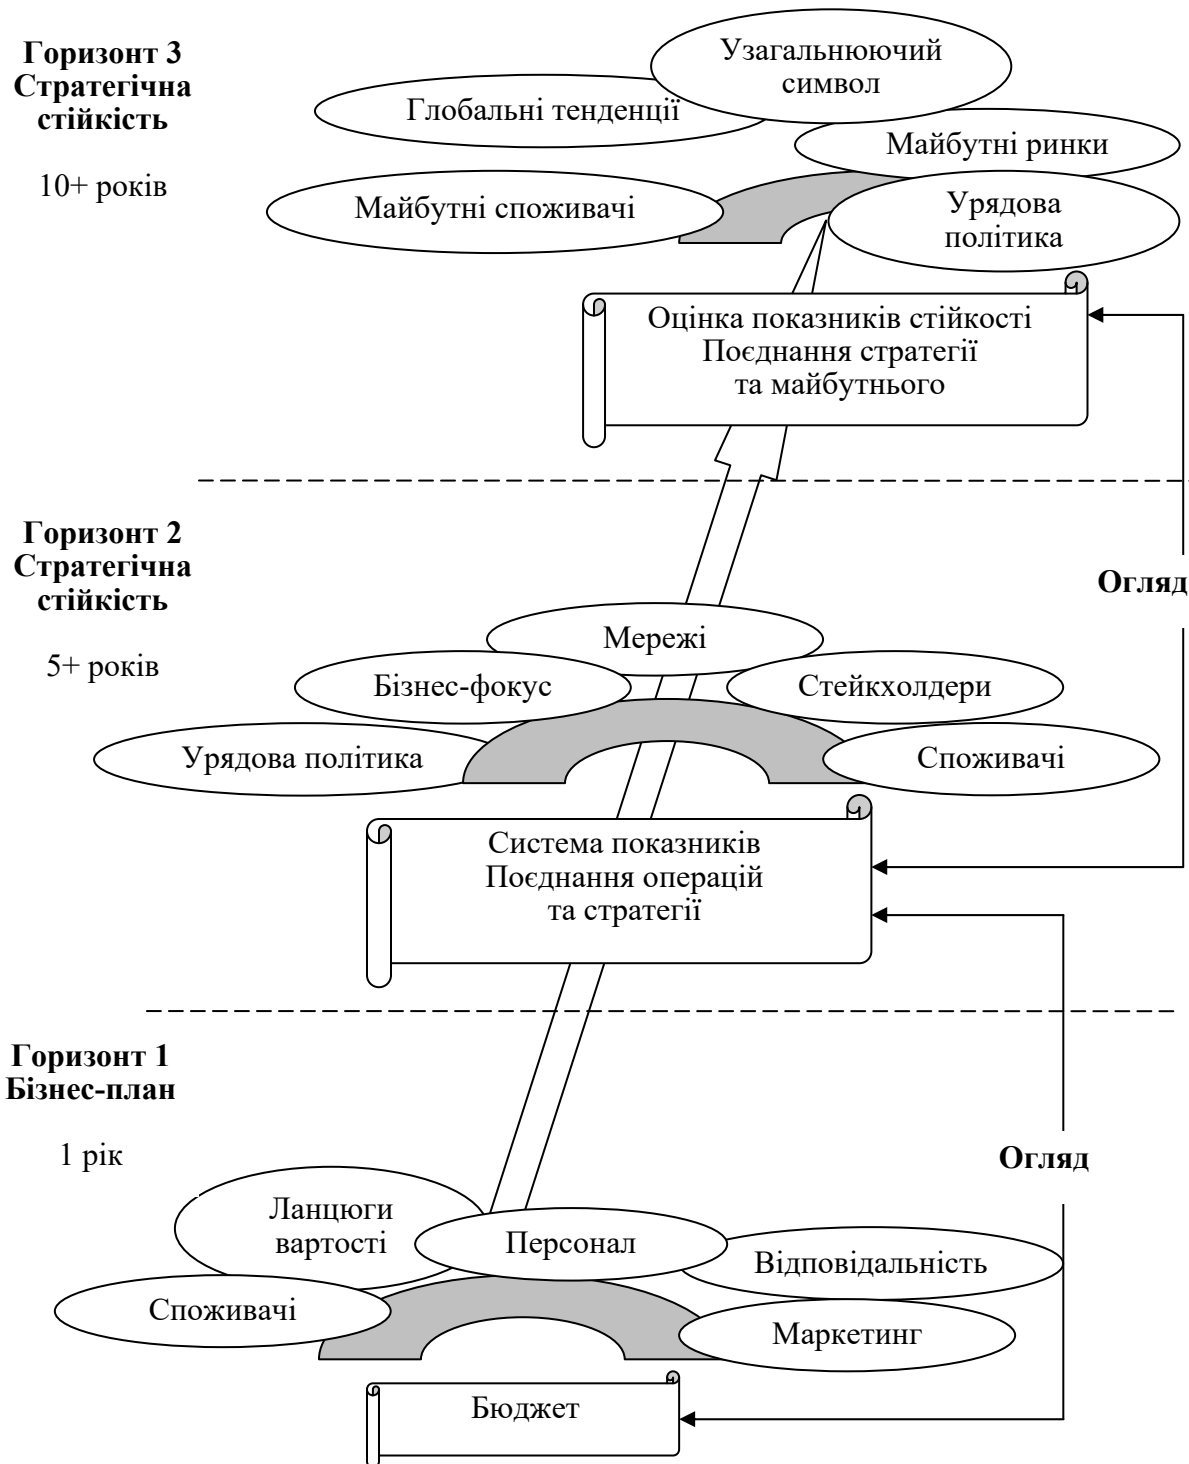 Горизонт 3
Стратегічна
стійкість
10+ років
Узагальнюючий
символ
Глобальні тенденції
Майбутні ринки
Майбутні споживачі
Урядова
політика
Оцінка показників стійкості
Поєднання стратегії
та майбутнього
Горизонт 2
Стратегічна
стійкість
5+ років
Огляд
Мережі
Бізнес-фокус
Стейкхолдери
Урядова політика
Споживачі
Система показників
Поєднання операцій
та стратегії
Горизонт 1
Бізнес-план
1 рік
Огляд
Ланцюги
вартості
Персонал
Відповідальність
Споживачі
Маркетинг
Бюджет